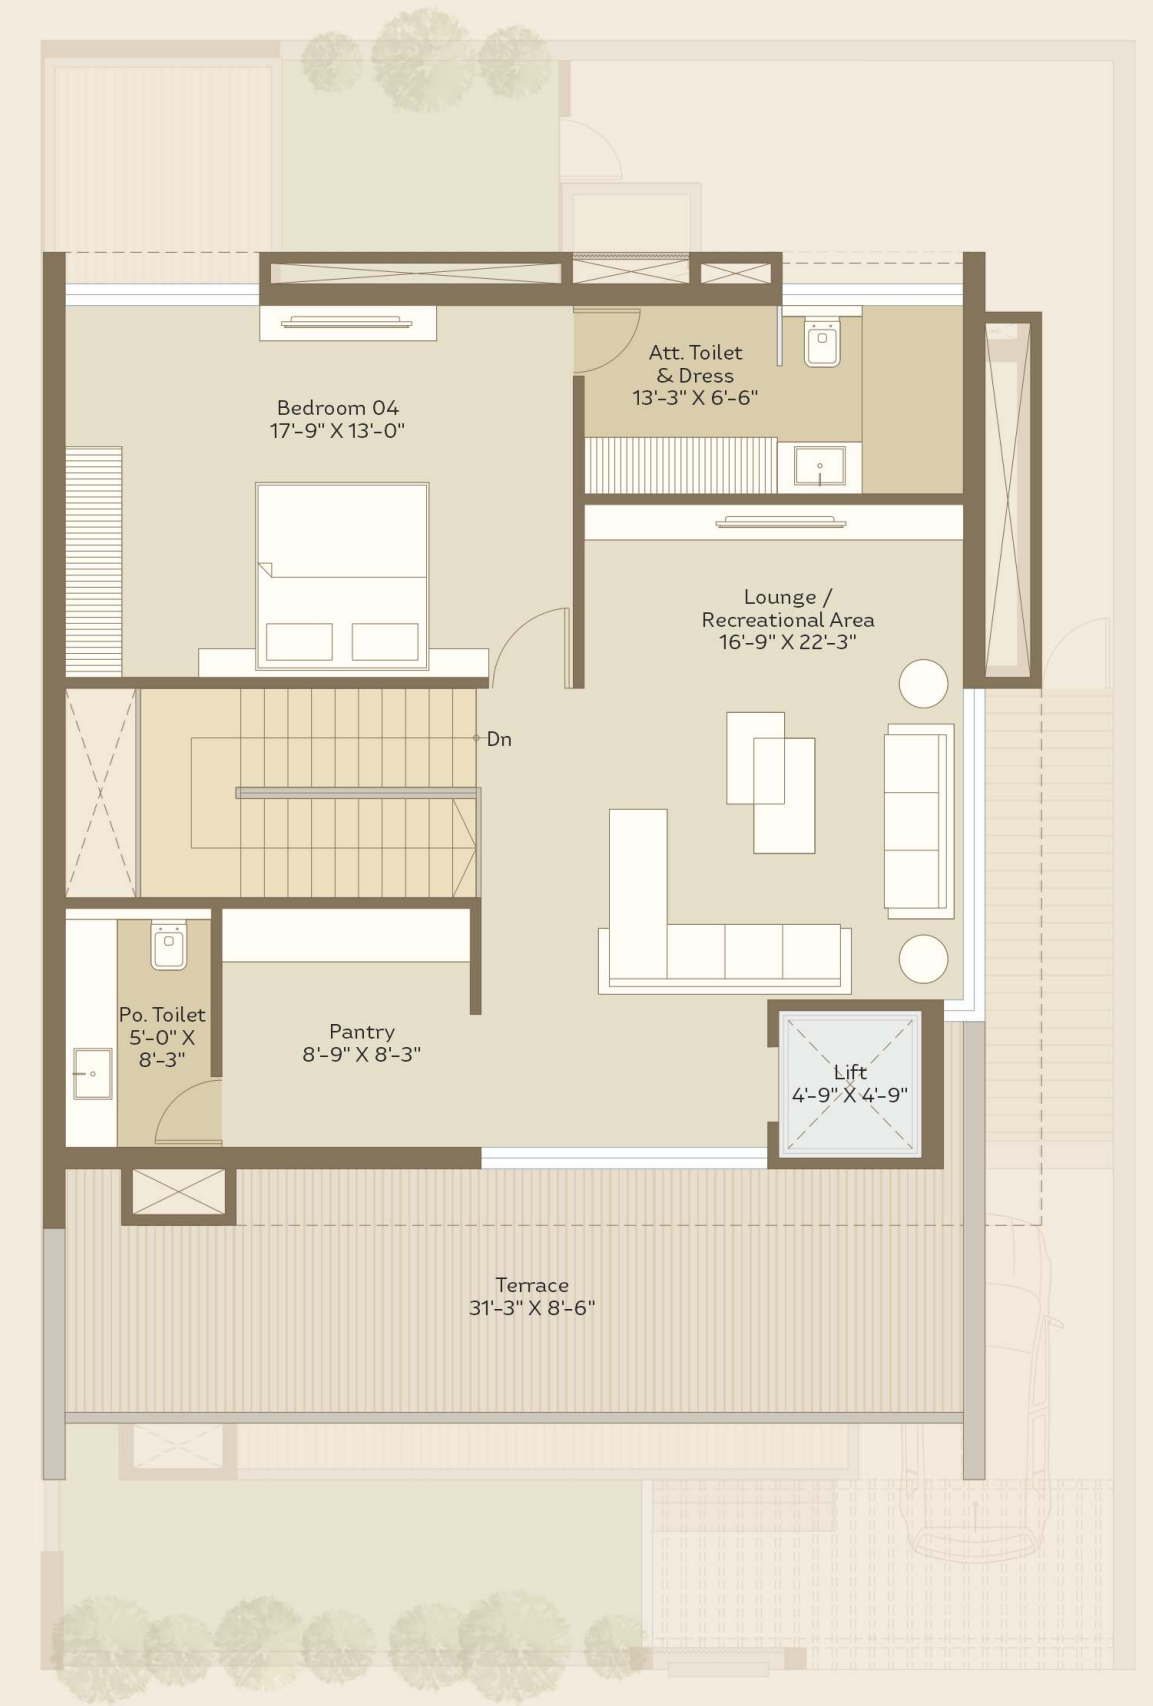 Att. Toilet
& Dress
13'-3" X 6'-6"
Bedroom 04
17'-9" X 13'-0"
Lounge /
Recreational Area
16'-9" X 22'-3"
Dn
Po. Toilet
5'-0" X
8'-3"
Pantry
8'-9" X 8'-3"
Lift
4'-9" X 4'-9"
Terrace
31'-3" X 8'-6"